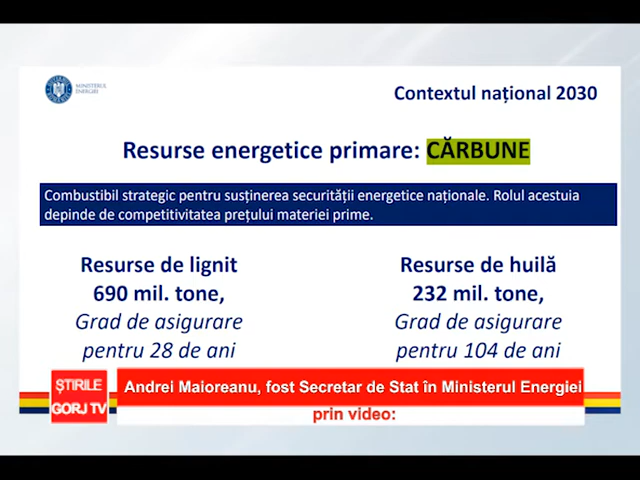 MINISTERUL
ENERGIEI
Contextul național 2030
Resurse energetice primare: CĂRBUNE
Combustibil strategic pentru susținerea securității energetice naționale. Rolul acestuia
depinde de competitivitatea prețului materiei prime.
Resurse de lignit
690 mil. tone,
Grad de asigurare
pentru 28 de ani
Resurse de huilă
232 mil. tone,
Grad de asigurare
pentru 104 de ani
ȘTIRILE
GORJ TV
Andrei Maioreanu, fost Secretar de Stat în Ministerul Energiei
prin video: